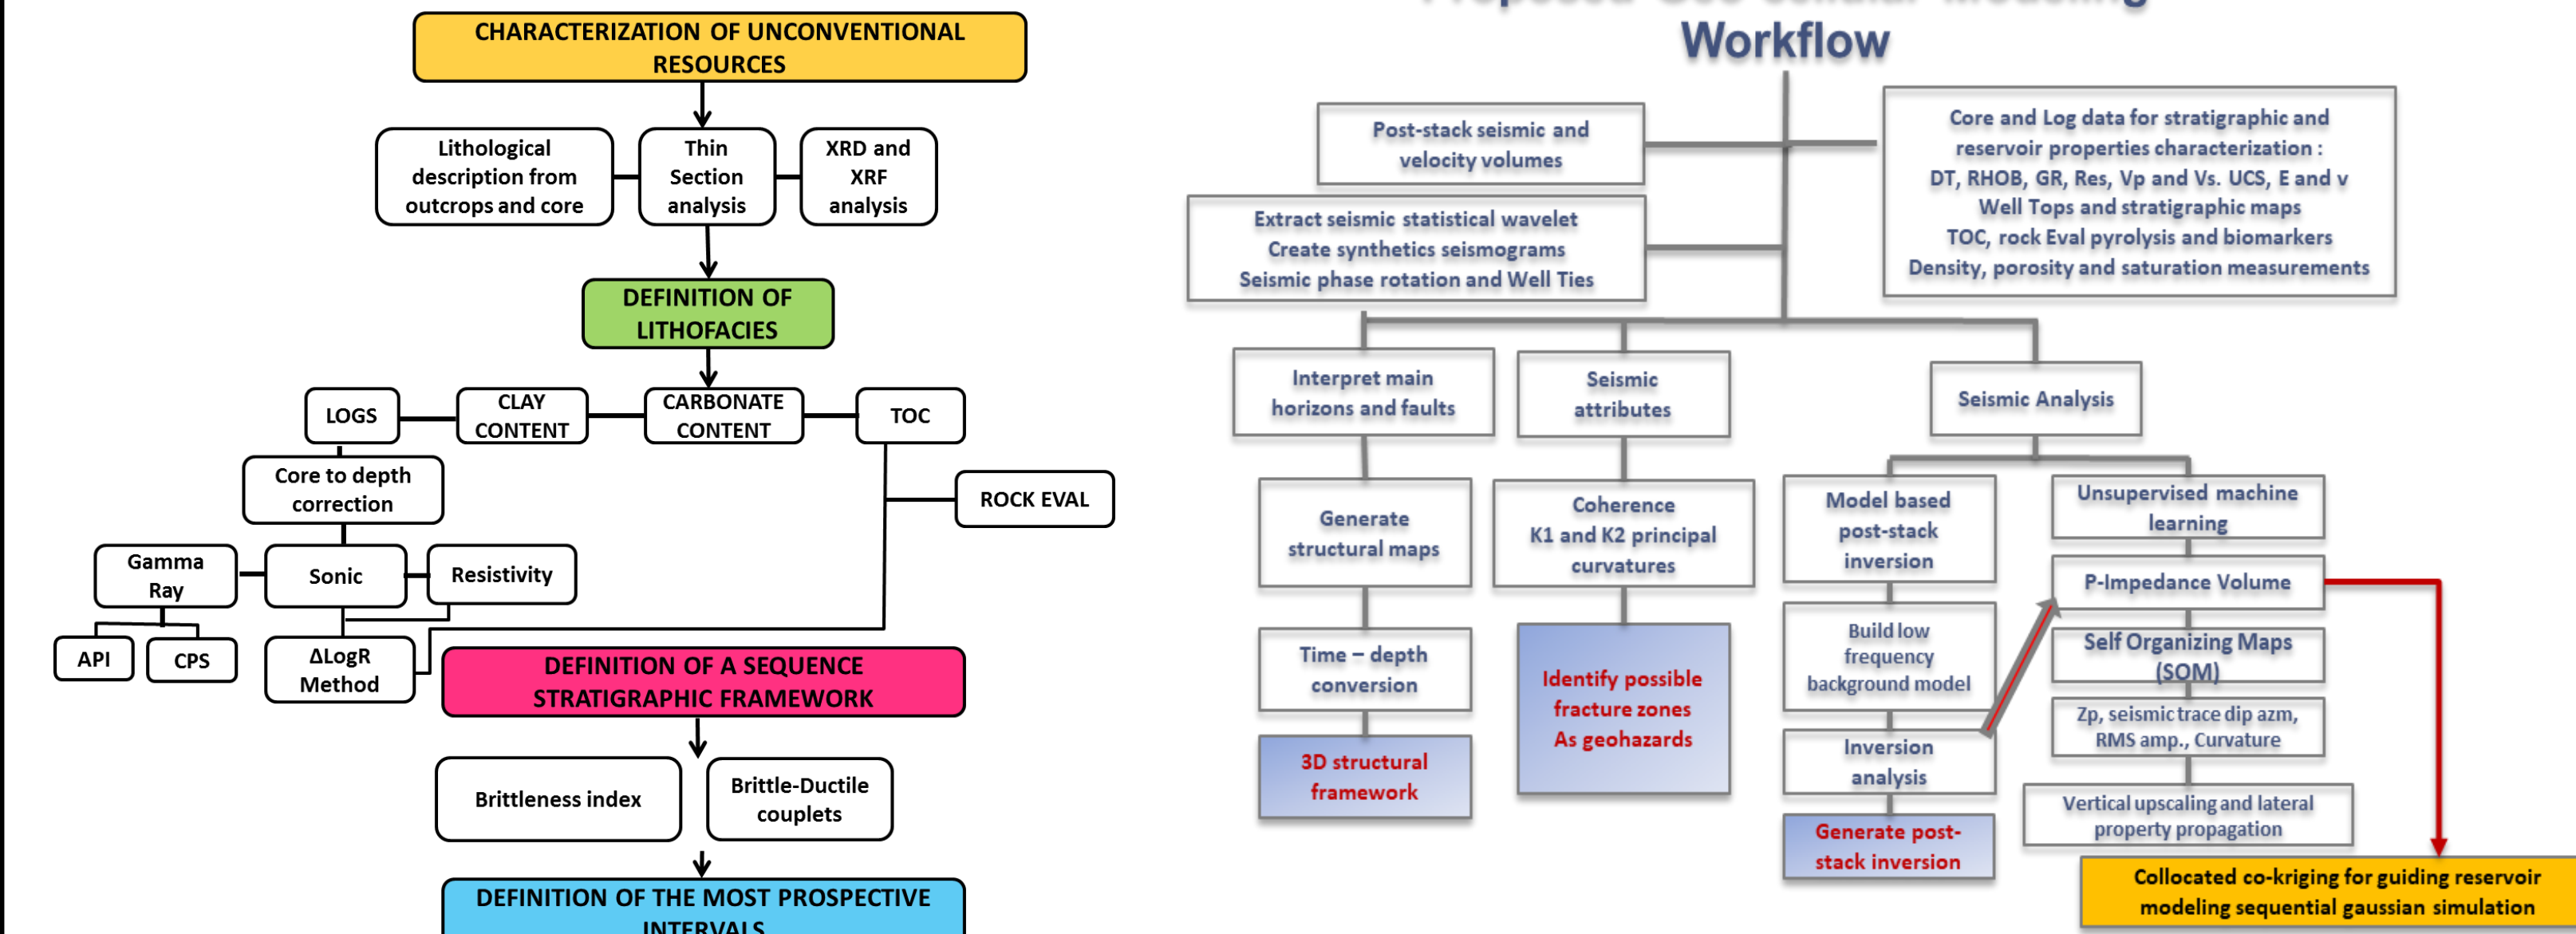 CHARACTERIZATION OF UNCONVENTIONAL
RESOURCES
Lithological
description from
outcrops and core
Thin
Section
analysis
XRD and
XRF
analysis
DEFINITION OF
LITHOFACIES
LOGS
CLAY
CONTENT
CARBONATE
CONTENT
TOC
Core to depth
correction
ROCK EVAL
Gamma
Ray
Sonic
Resistivity
API
CPS
ΔLogR
Method
DEFINITION OF A SEQUENCE
STRATIGRAPHIC FRAMEWORK
Brittleness index
Brittle-Ductile
couplets
DEFINITION OF THE MOST PROSPECTIVE
INTERVALS
Workflow
Post-stack seismic and
velocity volumes
Core and Log data for stratigraphic and
reservoir properties characterization :
DT, RHOB, GR, Res, Vp and Vs. UCS, E and v
Well Tops and stratigraphic maps
TOC, rock Eval pyrolysis and biomarkers
Density, porosity and saturation measurements
Extract seismic statistical wavelet
Create synthetics seismograms
Seismic phase rotation and Well Ties
Interpret main
horizons and faults
Seismic
attributes
Seismic Analysis
Generate
structural maps
Coherence
K1 and K2 principal
curvatures
Model based
post-stack
inversion
Unsupervised machine
learning
P-Impedance Volume
Time – depth
conversion
Identify possible
fracture zones
As geohazards
Build low
frequency
background model
Self Organizing Maps
(SOM)
Zp, seismic trace dip azm,
RMS amp., Curvature
3D structural
framework
Inversion
analysis
Vertical upscaling and lateral
property propagation
Generate post-
stack inversion
Collocated co-kriging for guiding reservoir
modeling sequential gaussian simulation